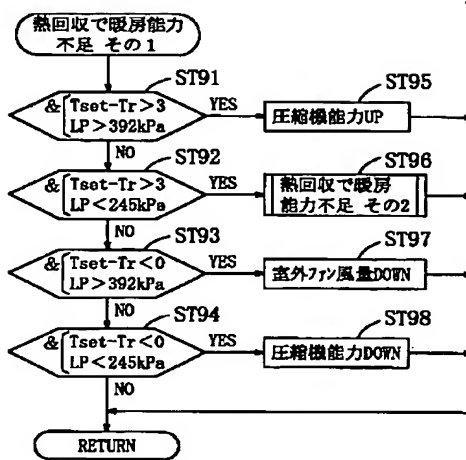 熱回収で暖房能力
不足 その1
ST91
& Tset-Tr>3
LP>392kPa
YES
ST95
圧縮機能力UP
NO
ST92
& Tset-Tr>3
LP<245kPa
YES
ST96
熱回収で暖房
能力不足 その2
NO
ST93
& Tset-Tr<0
LP>392kPa
YES
ST97
室外ファン風量DOWN
NO
ST94
& Tset-Tr<0
LP<245kPa
YES
ST98
圧縮機能力DOWN
NO
RETURN